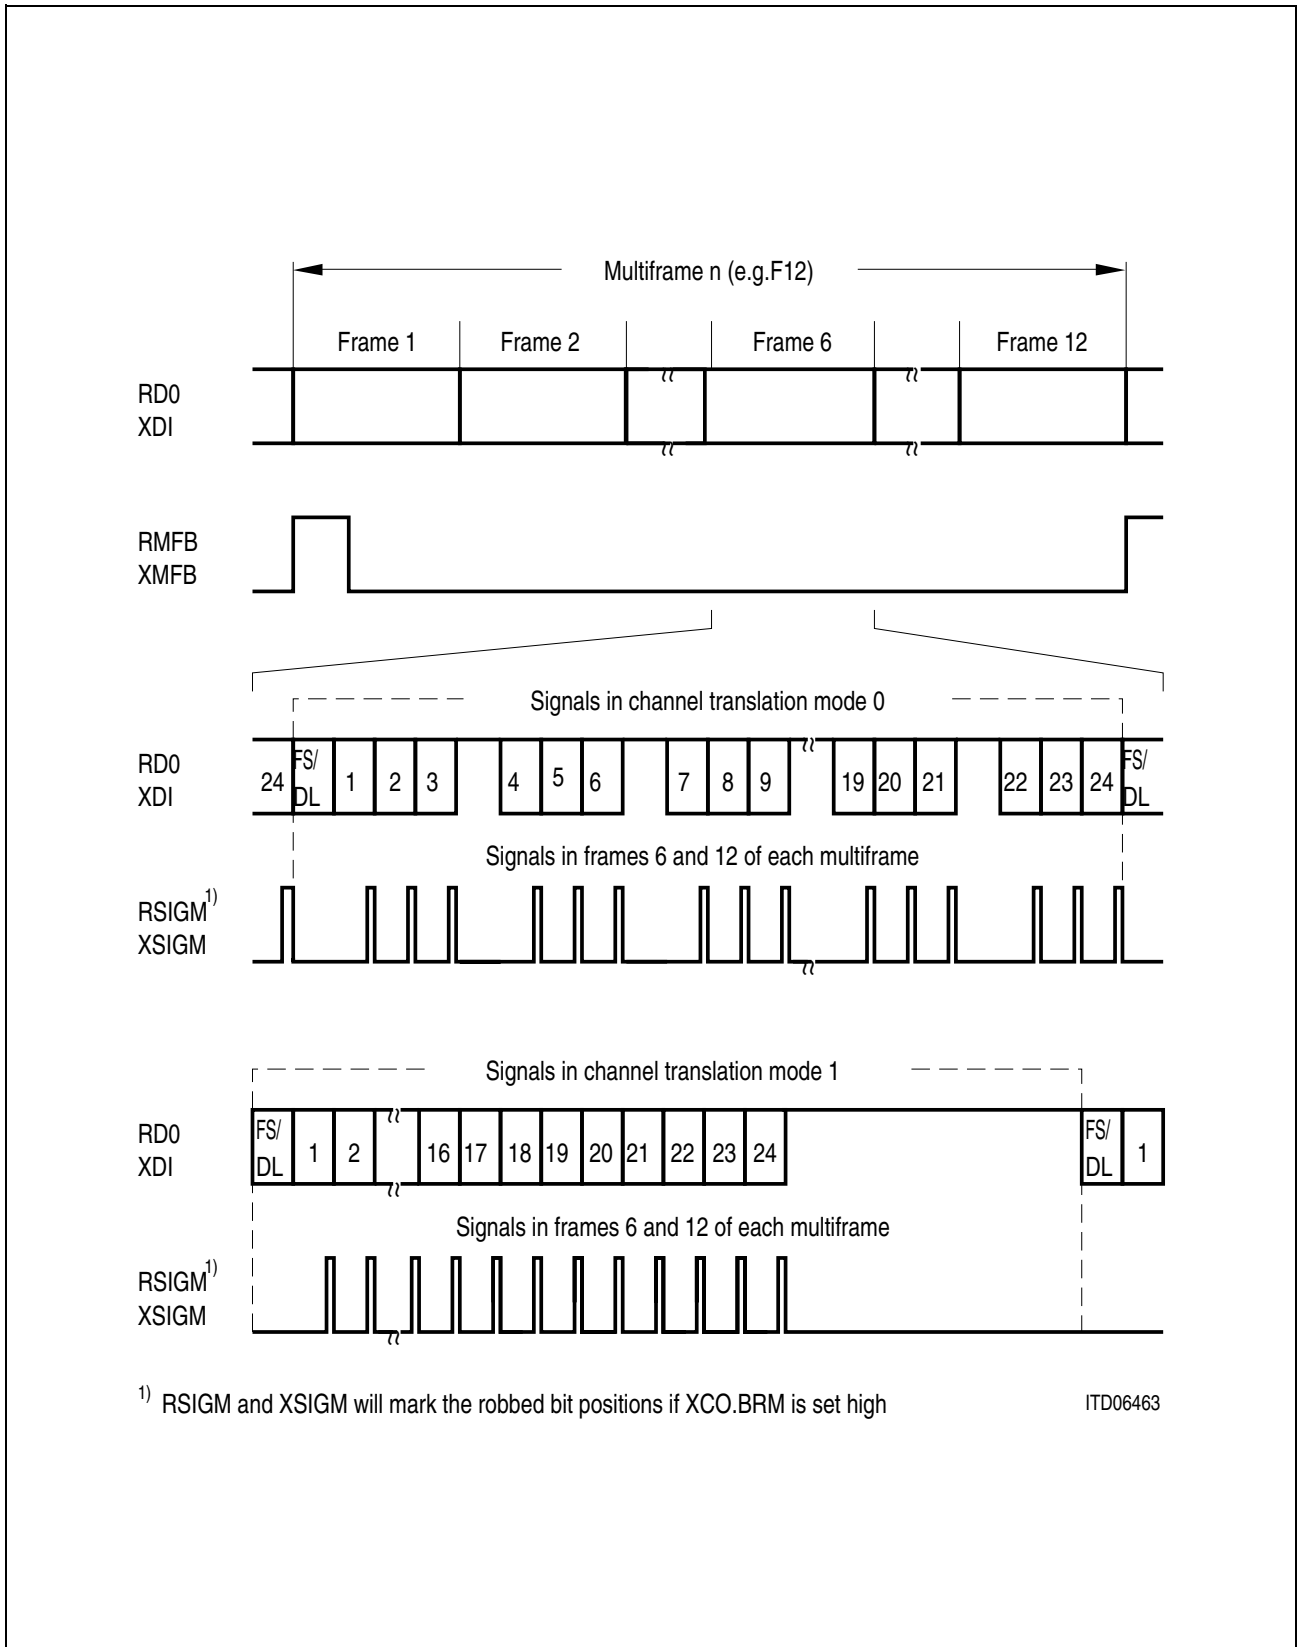 Multiframe n (e.g.F12)
Frame 1 Frame 2 Frame 6 Frame 12
RD0
XDI
RMFB
XMFB
Signals in channel translation mode 0
RD0
XDI
24 FS/DL 1 2 3 4 5 6 7 8 9 19 20 21 22 23 24 FS/DL
Signals in frames 6 and 12 of each multiframe
RSIGM1)
XSIGM
Signals in channel translation mode 1
RD0
XDI
FS/DL 1 2 16 17 18 19 20 21 22 23 24 FS/DL 1
Signals in frames 6 and 12 of each multiframe
RSIGM1)
XSIGM
1) RSIGM and XSIGM will mark the robbed bit positions if XCO.BRM is set high
ITD06463